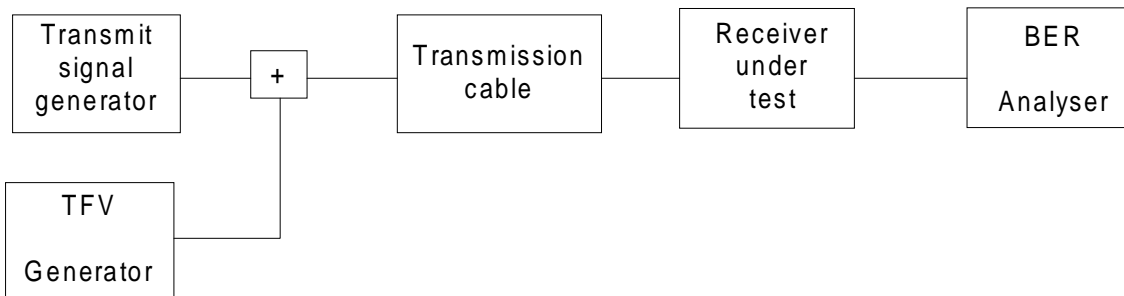 Transmit
signal
generator
+
Transmission
cable
Receiver
under
test
BER
Analyser
TFV
Generator